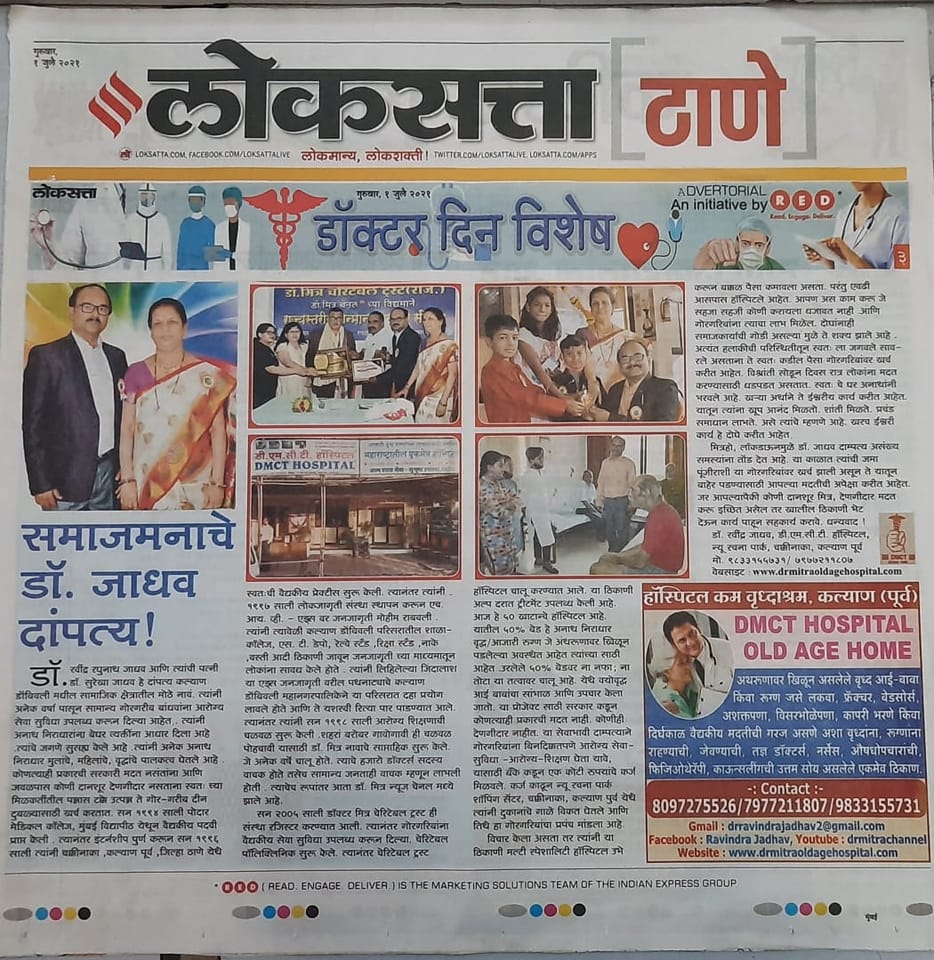 गुरुवार,
१ जुलै २०२१
लोकसत्ता
ठाणे
LOKSATTA.COM, FACEBOOK.COM/LOKSATTALIVE लोकमान्य, लोकशक्ती! TWITTER.COM/LOKSATTALIVE. LOKSATTA.COM/APPS
लोकसत्ता
गुरुवार, १ जुलै २०२१
डॉक्टर दिन विशेष
ADVERTORIAL
An initiative by RED
Read. Engage. Deliver.
३
डॉ.मित्र चॅरिटेबल ट्रस्ट(रजि.)
डी.एम.सी.टी. हॉस्पिटल
DMCT HOSPITAL
समाजमनाचे
डॉ. जाधव
दांपत्य!
डॉ. रवींद्र रघुनाथ जाधव आणि त्यांची पत्नी
डॉ. सुरेखा जाधव हे दांपत्य कल्याण
डोंबिवली मधील सामाजिक क्षेत्रातील मोठे नावं. त्यांनी
अनेक वर्षा पासून सामान्य गोरगरीब बांधवांना आरोग्य
सेवा सुविधा उपलब्ध करून दिल्या आहेत,. त्यांनी
अनाथ निराधारांना बेघर त्यक्तींना आधार दिला आहे
.त्यांचे जगणे सुसह्य केले आहे .त्यांनी अनेक अनाथ
निराधार मुलांचे, महिलांचे, वृद्धांचे पालकत्व घेतले आहे.
कोणत्याही प्रकारची सरकारी मदत नसतांना आणि
जवळपास कोणी दानशूर देणगीदार नसताना स्वतः च्या
मिळकतीतील पन्नास टक्के उत्पन्न ते गोर-गरीब दीन
दुबळ्यासाठी खर्च करतात. सन १९९४ साली पोदार
मेडिकल कॉलेज, मुंबई विद्यापीठ येथून वैद्यकीय पदवी
प्राप्त केली . त्यानंतर इंटर्नशीप पुर्ण करून सन १९९६
साली त्यांनी चक्कीनाका ,कल्याण पूर्व ,जिल्हा ठाणे येथे
स्वतःची वैद्यकीय प्रेक्टीस सुरू केली. त्यानंतर त्यांनी .
१९९७ साली लोकजागृती संस्था स्थापन करून एच.
आय. व्ही. – एड्स वर जनजागृती मोहीम राबवली .
त्यांनी त्यावेळी कल्याण डोंबिवली परिसरातील शाळा-
कॉलेज, एस. टी. डेपो, रेल्वे स्टॅंड ,रिक्षा स्टॅंड ,नाके
,वस्ती आदी ठिकाणी जावून जनजागृती च्या माध्यमातून
लोकांना सावध केले होते . त्यांनी लिहिलेल्या जिंदालाश
या एड्स जनजागृती वरील पथनाट्याचे कल्याण
डोंबिवली महानगरपालिकेने या परिसरात दहा प्रयोग
लावले होते आणि ते यशस्वी रित्या पार पाडण्यात आले.
त्यानंतर त्यांनी सन १९९८ साली आरोग्य शिक्षणाची
चळवळ सुरू केली .शहरां बरोबर गावोगावी ही चळवळ
पोहचावी यासाठी डॉ. मित्र नावाचे साप्ताहिक सुरू केले.
जे अनेक वर्षे चालू होते. त्याचे हजारो डॉक्टर्स सदस्य
वाचक होते तसेच सामान्य जनताही वाचक म्हणून लाभली
होती .त्याचेच रूपांतर आता डॉ. मित्र न्यूज चॅनल मध्ये
झाले आहे.
सन २००४ साली डॉक्टर मित्र चॅरिटेबल ट्रस्ट ही
संस्था रजिस्टर करण्यात आली. त्यानंतर गोरगरिबांना
वैद्यकीय सेवा सुविधा उपलब्ध करून दिल्या. चॅरिटेबल
पॉलिक्लिनिक सुरू केले. त्यानंतर चॅरिटेबल ट्रस्ट
हॉस्पिटल चालू करण्यात आले. या ठिकाणी
अल्प दरात ट्रीटमेंट उपलब्ध केली आहे.
आज हे ५० खाटान्चे हॉस्पिटल आहे.
यातील ५०% बेड हे अनाथ निराधार
वृद्ध/आजारी रुग्ण जे अंथरूणावर खिळून
पडलेल्या अवस्थेत आहेत त्यांच्या साठी
आहेत .उरलेले ५०% बेडवर ना नफा; ना
तोटा या तत्वावर चालू आहे. येथे वयोवृद्ध
आई बाबांचा सांभाळ आणि उपचार केला
जातो. या प्रोजेक्ट साठी सरकार कडून
कोणत्याही प्रकारची मदत नाही. कोणीही
देणगीदार नाहीत. या सेवाभावी दाम्पत्याने
गोरगरिबांना बिनदिक्कतपणे आरोग्य सेवा-
सुविधा -आरोग्य-शिक्षण घेता यावे,
यासाठी बँके कडून एक कोटी रुपयांचे कर्ज
मिळवले. कर्ज काढून न्यू रचना पार्क
शॉपिंग सेंटर, चक्कीनाका, कल्याण पुर्व येथे
त्यांनी दुकानांचे गाळे विकत घेतले आणि
तिथे हा गोरगरिबांचा प्रपंच मांडला आहे.
विचार केला असता तर त्यांनी या
ठिकाणी मल्टी स्पेशालिटी हॉस्पिटल उभे
करून बक्कळ पैसा कमावला असता. परंतु एवढी
आसपास हॉस्पिटले आहेत. आपण अस काम करू जे
सहजा सहजी कोणी करायला धजावत नाही आणि
गोरगरिबांना त्याचा लाभ मिळेल. दोघांनाही
समाजकार्याची गोडी असल्या मुळे ते शक्य झाले आहे .
अत्यंत हलाकीची परिस्थितीतून स्वतः ला जगवले साव-
रले असताना ते स्वतः कडील पैसा गोरगरिबांवर खर्च
करीत आहेत. विश्रांती सोडून दिवस रात्र लोकांना मदत
करण्यासाठी धडपडत असतात. स्वतः चे घर अनाथांनी
भरवले आहे. खऱ्या अर्थाने ते ईश्वरीय कार्य करीत आहेत.
यातून त्यांना खूप आनंद मिळतो. शांती मिळते. प्रचंड
समाधान लाभते. असे त्यांचे म्हणणे आहे. खरच ईश्वरी
कार्य हे दोघे करीत आहेत.
मित्रहो, लॉकडाऊनमुळे डॉ. जाधव दाम्पत्य असंख्य
समस्यांना तोंड देत आहे. या काळात त्यांची जमा
पुंजीराशी या गोरगरिबांवर खर्च झाली असून ते यातून
बाहेर पडण्यासाठी आपल्या मदतीची अपेक्षा करीत आहेत.
जर आपल्यापैकी कोणी दानशूर मित्र, देणगीदार मदत
करू इच्छित असेल तर खालील ठिकाणी भेट
देऊन कार्य पाहून सहकार्य करावे. धन्यवाद !
डॉ. रवींद्र जाधव, डी.एम.सी.टी. हॉस्पिटल,
न्यू रचना पार्क, चक्कीनाका, कल्याण पूर्व
मो. ९८३३१५५७३१/ ७९७७२११८०७
वेबसाइट : www.drmitraoldagehospital.com
हॉस्पिटल कम वृध्दाश्रम, कल्याण (पूर्व)
DMCT HOSPITAL
OLD AGE HOME
अंथरूणावर खिळून असलेले वृध्द आई-वाबा
किंवा रूग्ण जसे लकवा, फ्रॅक्चर, बेडसोर्स,
अशक्तपणा, विसरभोळेपणा, कापरी भरणे किंवा
दिर्घकाळ वैद्यकीय मदतीची गरज असणे अशा वृध्दांना, रूग्णांना
राहण्याची, जेवण्याची, तज्ञ डॉक्टर्स, नर्सेस, औषधोपचारांची,
फिजिओथेरेपी, काऊन्सलींगची उत्तम सोय असलेले एकमेव ठिकाण.
-: Contact :-
8097275526/7977211807/9833155731
Gmail : drravindrajadhav2@gmail.com
Facebook : Ravindra Jadhav, Youtube : drmitrachannel
Website : www.drmitraoldagehospital.com
* RED ( READ. ENGAGE DELIVER ) IS THE MARKETING SOLUTIONS TEAM OF THE INDIAN EXPRESS GROUP
मुंबई